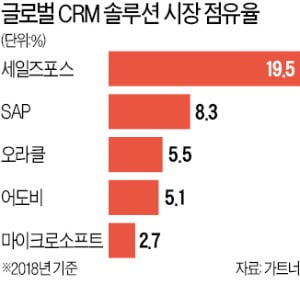 글로벌 CRM 솔루션 시장 점유율
(단위:%)
세일즈포스 19.5
SAP 8.3
오라클 5.5
어도비 5.1
마이크로소프트 2.7
※2018년 기준 자료:가트너